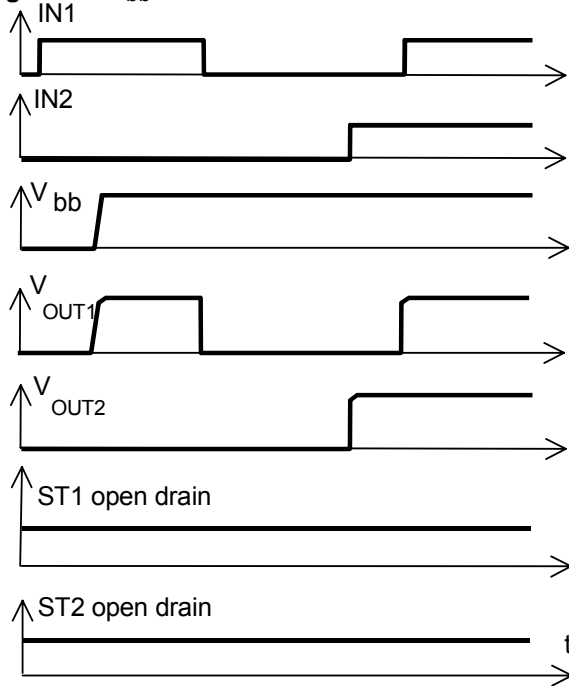 IN1
IN2
V bb
V OUT1
V OUT2
ST1 open drain
ST2 open drain
t